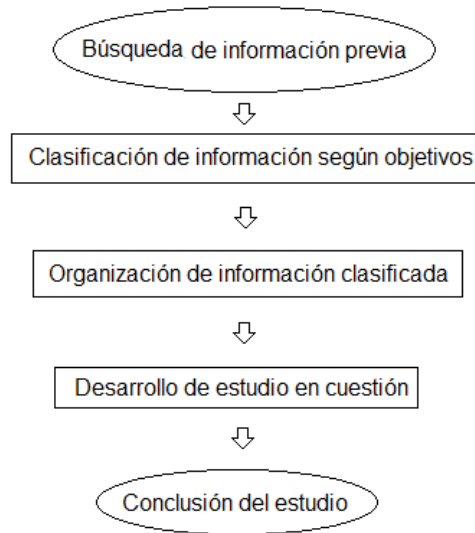 Búsqueda de información previa
Clasificación de información según objetivos
Organización de información clasificada
Desarrollo de estudio en cuestión
Conclusión del estudio